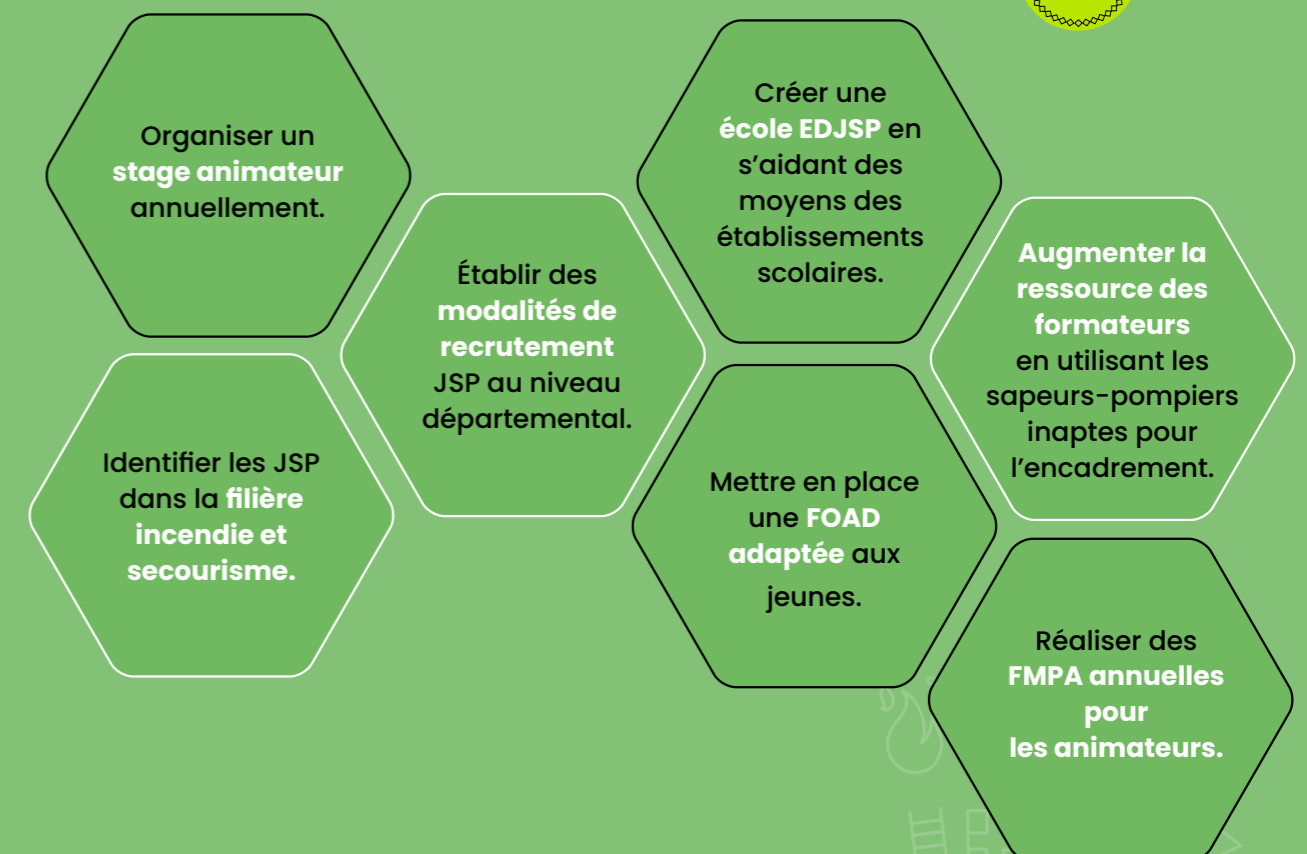 Organiser un
stage animateur
annuellement.
Identifier les JSP
dans la filière
incendie et
secourisme.
Établir des
modalités de
recrutement
JSP au niveau
départemental.
Créer une
école EDJSP en
s’aidant des
moyens des
établissements
scolaires.
Mettre en place
une FOAD
adaptée aux
jeunes.
Augmenter la
ressource des
formateurs
en utilisant les
sapeurs-pompiers
inaptes pour
l’encadrement.
Réaliser des
FMPA annuelles
pour
les animateurs.